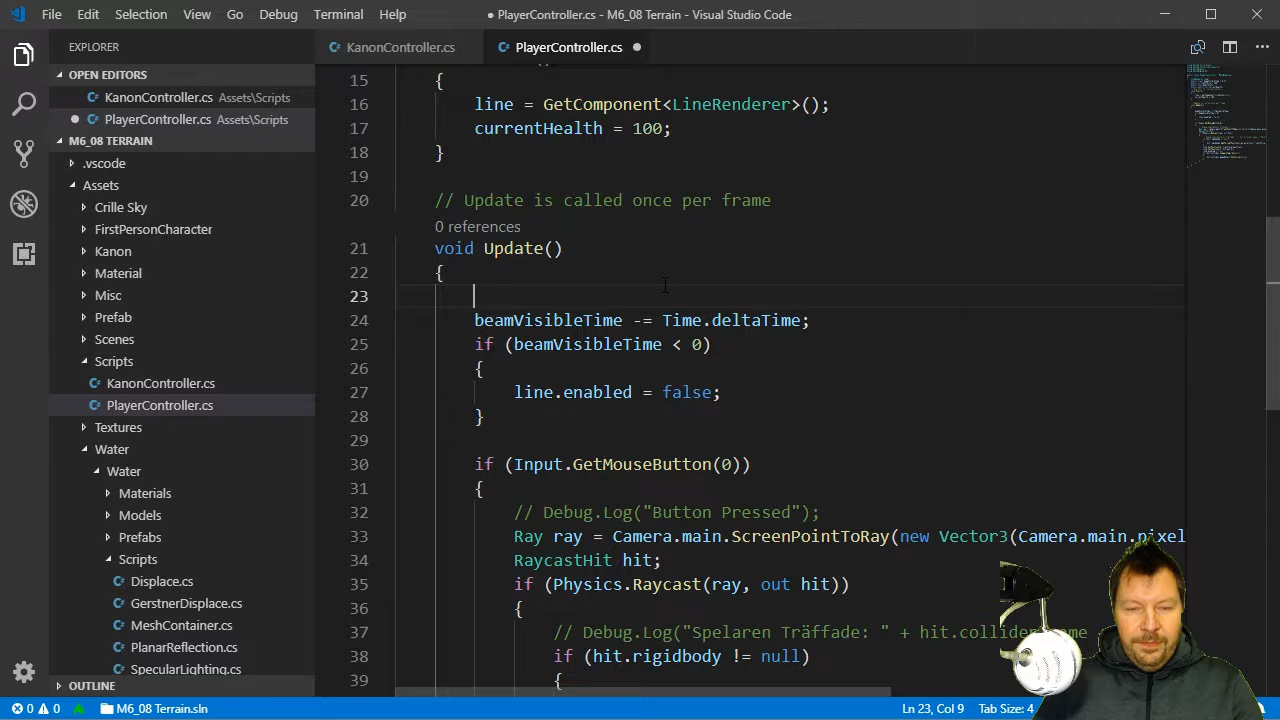 File Edit Selection View Go Debug Terminal Help
● PlayerController.cs - M6_08 Terrain - Visual Studio Code
EXPLORER
OPEN EDITORS
KanonController.cs Assets\Scripts
PlayerController.cs Assets\Scripts
M6_08 TERRAIN
.vscode
Assets
Crille Sky
FirstPersonCharacter
Kanon
Material
Misc
Prefab
Scenes
Scripts
KanonController.cs
PlayerController.cs
Textures
Water
Water
Materials
Models
Prefabs
Scripts
Displace.cs
GerstnerDisplace.cs
MeshContainer.cs
PlanarReflection.cs
SpecularLighting.cs
OUTLINE
KanonController.cs
PlayerController.cs
15 {
16 line = GetComponent<LineRenderer>();
17 currentHealth = 100;
18 }
19
20 // Update is called once per frame
0 references
21 void Update()
22 {
23
24 beamVisibleTime -= Time.deltaTime;
25 if (beamVisibleTime < 0)
26 {
27 line.enabled = false;
28 }
29
30 if (Input.GetMouseButton(0))
31 {
32 // Debug.Log("Button Pressed");
33 Ray ray = Camera.main.ScreenPointToRay(new Vector3(Camera.main.pixel
34 RaycastHit hit;
35 if (Physics.Raycast(ray, out hit))
36 {
37 // Debug.Log("Spelaren Träffade: " + hit.collider
38 if (hit.rigidbody != null)
39 {
0 0 M6_08 Terrain.sln
Ln 23, Col 9 Tab Size: 4